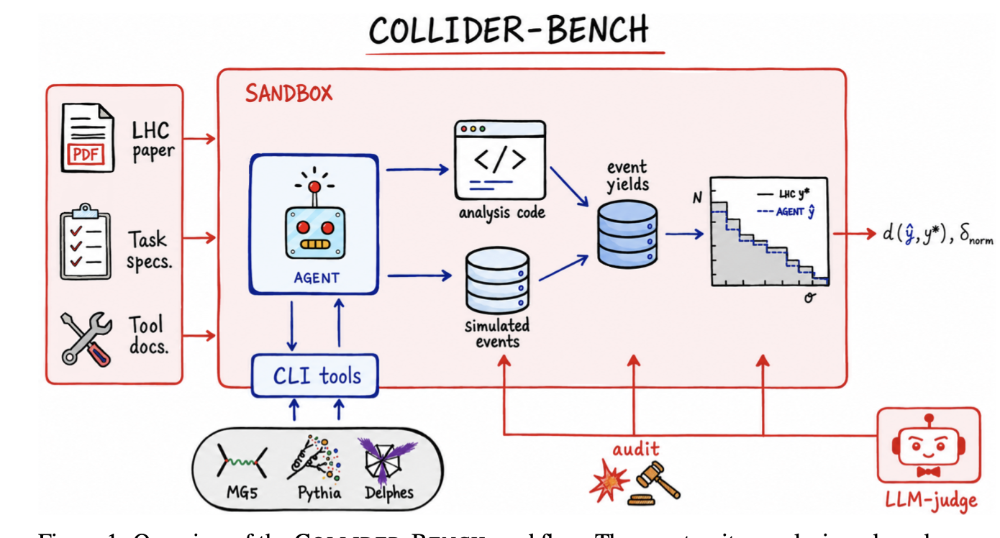 COLLIDER-BENCH
SANDBOX
PDF
LHC
paper
Task
specs.
Tool
docs.
AGENT
CLI tools
MG5
Pythia
Delphes
</>
analysis code
simulated
events
event
yields
N
LHC y*
AGENT ŷ
σ
d(ŷ, y*), δnorm
audit
LLM-judge